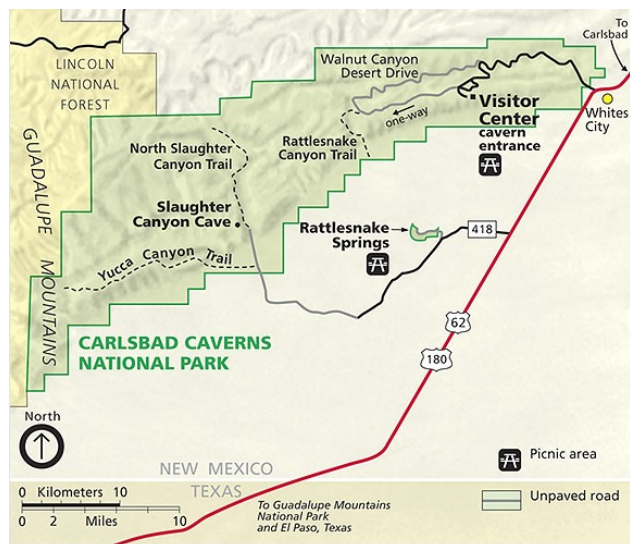 To
Carlsbad
LINCOLN
NATIONAL
FOREST
Walnut Canyon
Desert Drive
one-way
Visitor
Center
cavern
entrance
Whites
City
GUADALUPE
MOUNTAINS
North Slaughter
Canyon Trail
Rattlesnake
Canyon Trail
Slaughter
Canyon Cave
Rattlesnake
Springs
418
Yucca Canyon Trail
62
180
CARLSBAD CAVERNS
NATIONAL PARK
North
NEW MEXICO
TEXAS
Picnic area
0 Kilometers 10
0 2 Miles 10
To Guadalupe Mountains
National Park
and El Paso, Texas
Unpaved road